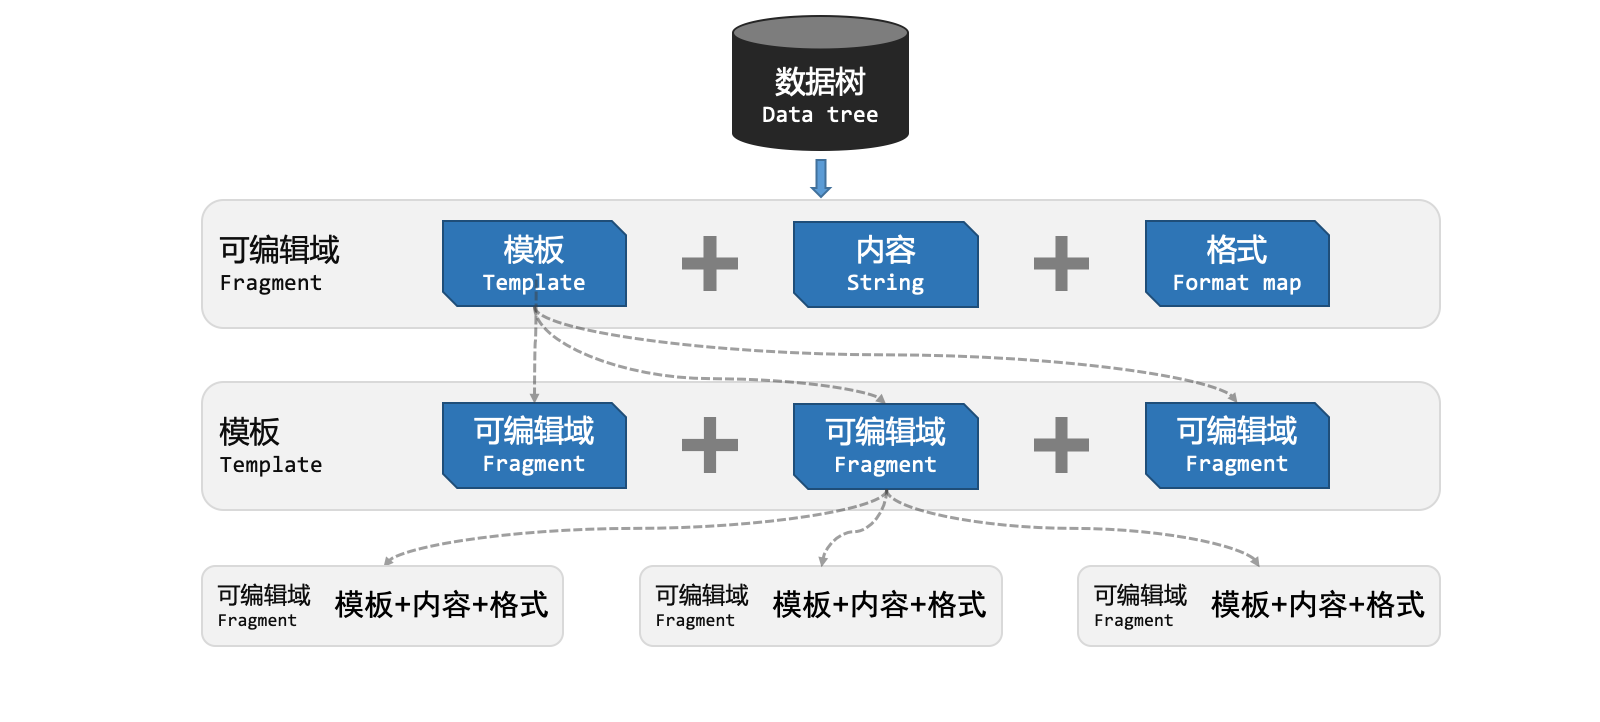 数据树
Data tree
可编辑域
Fragment
模板
Template
内容
String
格式
Format map
模板
Template
可编辑域
Fragment
可编辑域
Fragment
可编辑域
Fragment
可编辑域
Fragment
模板+内容+格式
可编辑域
Fragment
模板+内容+格式
可编辑域
Fragment
模板+内容+格式